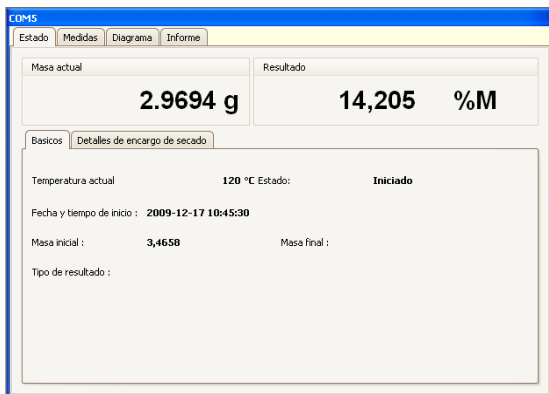 COM5
Estado Medidas Diagrama Informe
Masa actual Resultado
2.9694 g 14,205 %M
Basicos Detalles de encargo de secado
Temperatura actual 120 °C Estado: Iniciado
Fecha y tiempo de inicio : 2009-12-17 10:45:30
Masa inicial : 3,4658 Masa final :
Tipo de resultado :